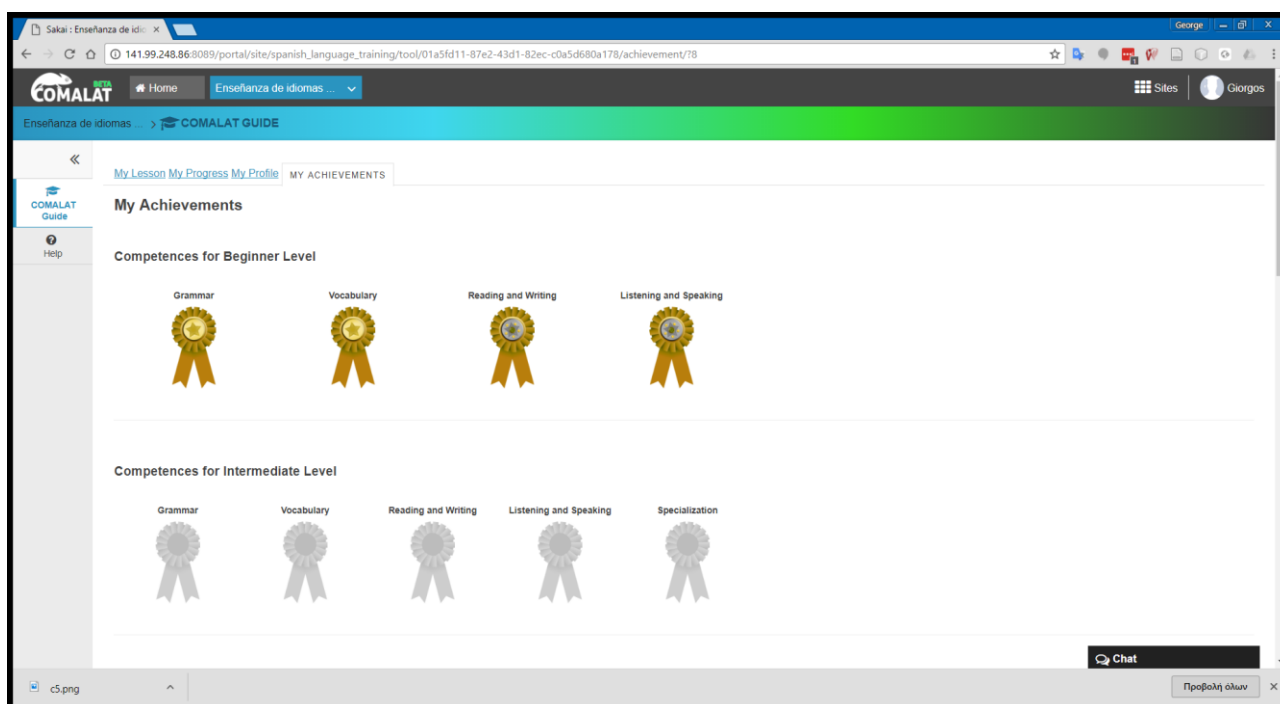 Sakai : Enseñanza de idio
George
141.99.248.86:8089/portal/site/spanish_language_training/tool/01a5fd11-87e2-43d1-82ec-c0a5d680a178/achievement/?8
COMALAT BETA
Home
Enseñanza de idiomas ...
Sites
Giorgos
Enseñanza de idiomas ... > COMALAT GUIDE
My Lesson My Progress My Profile MY ACHIEVEMENTS
COMALAT
Guide
Help
My Achievements
Competences for Beginner Level
Grammar Vocabulary Reading and Writing Listening and Speaking
Competences for Intermediate Level
Grammar Vocabulary Reading and Writing Listening and Speaking Specialization
Chat
c5.png
Προβολή όλων